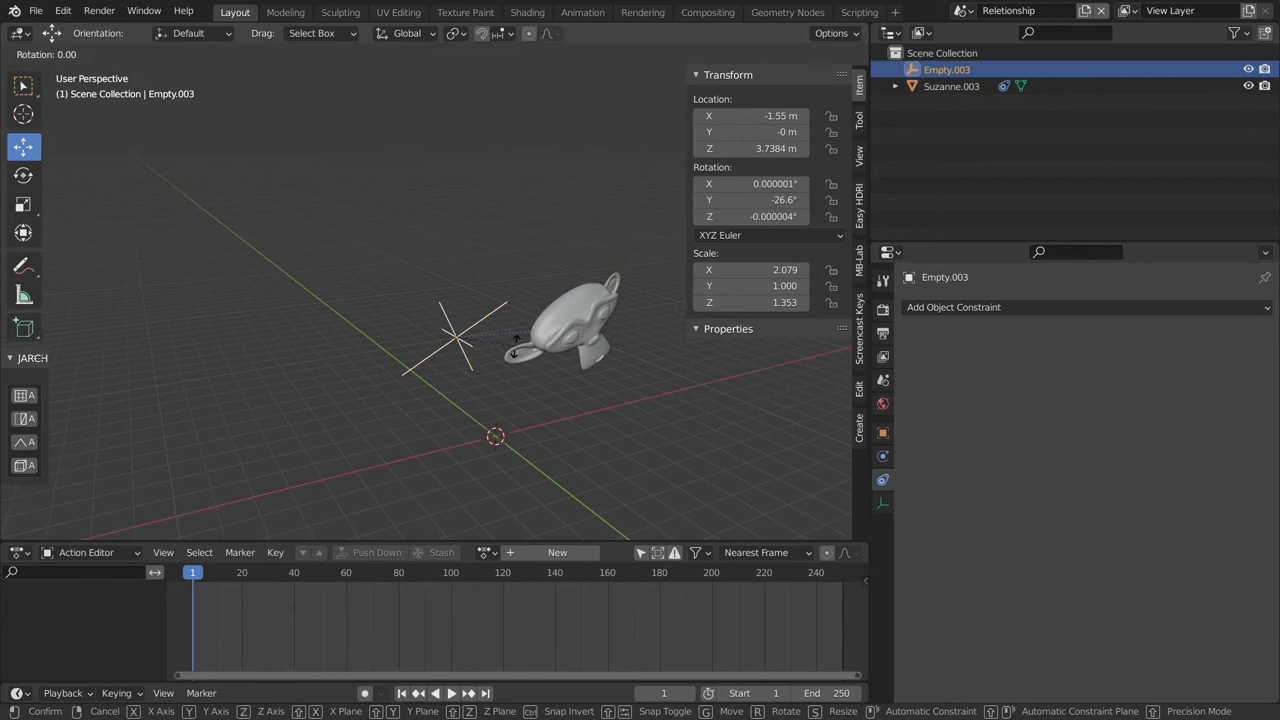 File Edit Render Window Help Layout Modeling Sculpting UV Editing Texture Paint Shading Animation Rendering Compositing Geometry Nodes Scripting + Relationship View Layer
Orientation: Default Drag: Select Box Global Options
Rotation: 0.00
User Perspective
(1) Scene Collection | Empty.003
JARCH
A
A
A
A
Transform
Location:
X -1.55 m
Y -0 m
Z 3.7384 m
Rotation:
X 0.000001°
Y -26.6°
Z -0.000004°
XYZ Euler
Scale:
X 2.079
Y 1.000
Z 1.353
Properties
Item
Tool
View
Easy HDRI
MB-Lab
Screencast Keys
Edit
Create
Scene Collection
Empty.003
Suzanne.003
Empty.003
Add Object Constraint
Action Editor View Select Marker Key Push Down Stash + New Nearest Frame
1 20 40 60 80 100 120 140 160 180 200 220 240
Playback Keying View Marker 1 Start 1 End 250
Confirm Cancel X X Axis Y Y Axis Z Z Axis X X Plane Y Y Plane Z Z Plane Ctrl Snap Invert Snap Toggle G Move R Rotate S Resize Automatic Constraint Automatic Constraint Plane Precision Mode